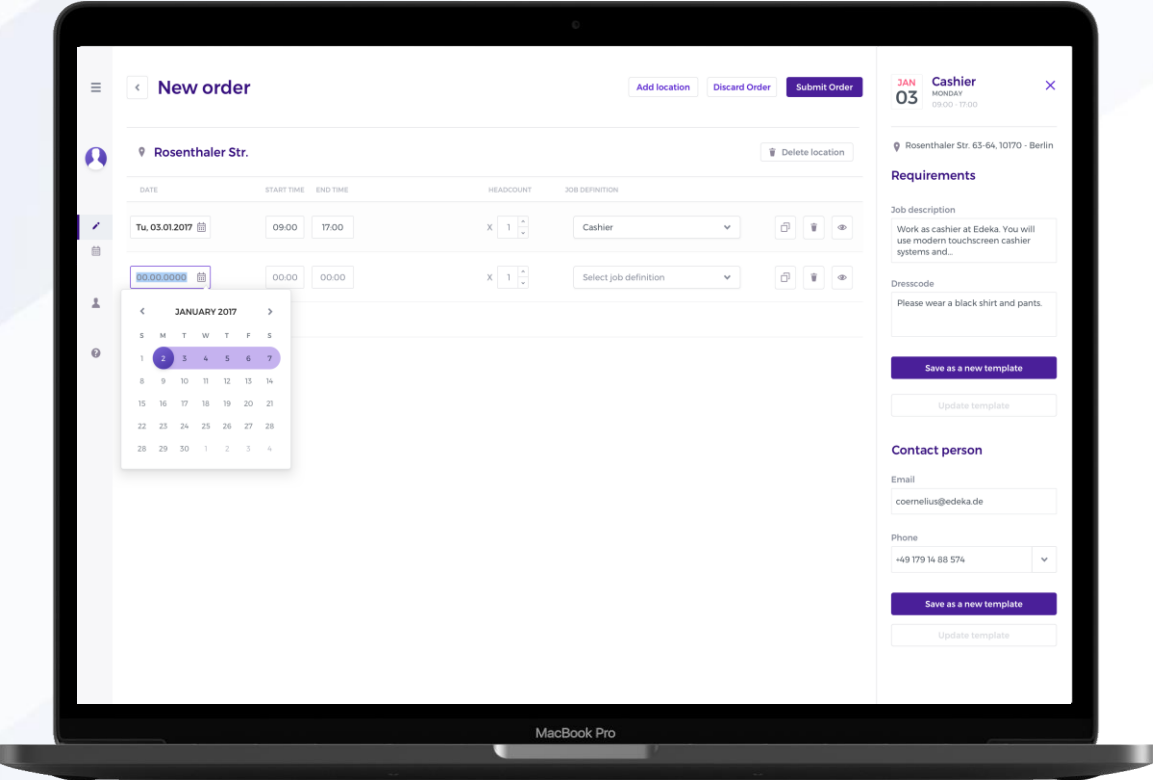 New order
Add location
Discard Order
Submit Order
Rosenthaler Str.
Delete location
DATE
START TIME
END TIME
HEADCOUNT
JOB DEFINITION
Tu, 03.01.2017
09:00
17:00
X
1
Cashier
00.00.0000
00:00
00:00
X
1
Select job definition
JANUARY 2017
S M T W T F S
1 2 3 4 5 6 7
8 9 10 11 12 13 14
15 16 17 18 19 20 21
22 23 24 25 26 27 28
28 29 30 1 2 3 4
JAN
03
Cashier
MONDAY
09:00 - 17:00
Rosenthaler Str. 63-64, 10170 - Berlin
Requirements
Job description
Work as cashier at Edeka. You will
use modern touchscreen cashier
systems and...
Dresscode
Please wear a black shirt and pants.
Save as a new template
Update template
Contact person
Email
coernelius@edeka.de
Phone
+49 179 14 88 574
Save as a new template
Update template
MacBook Pro